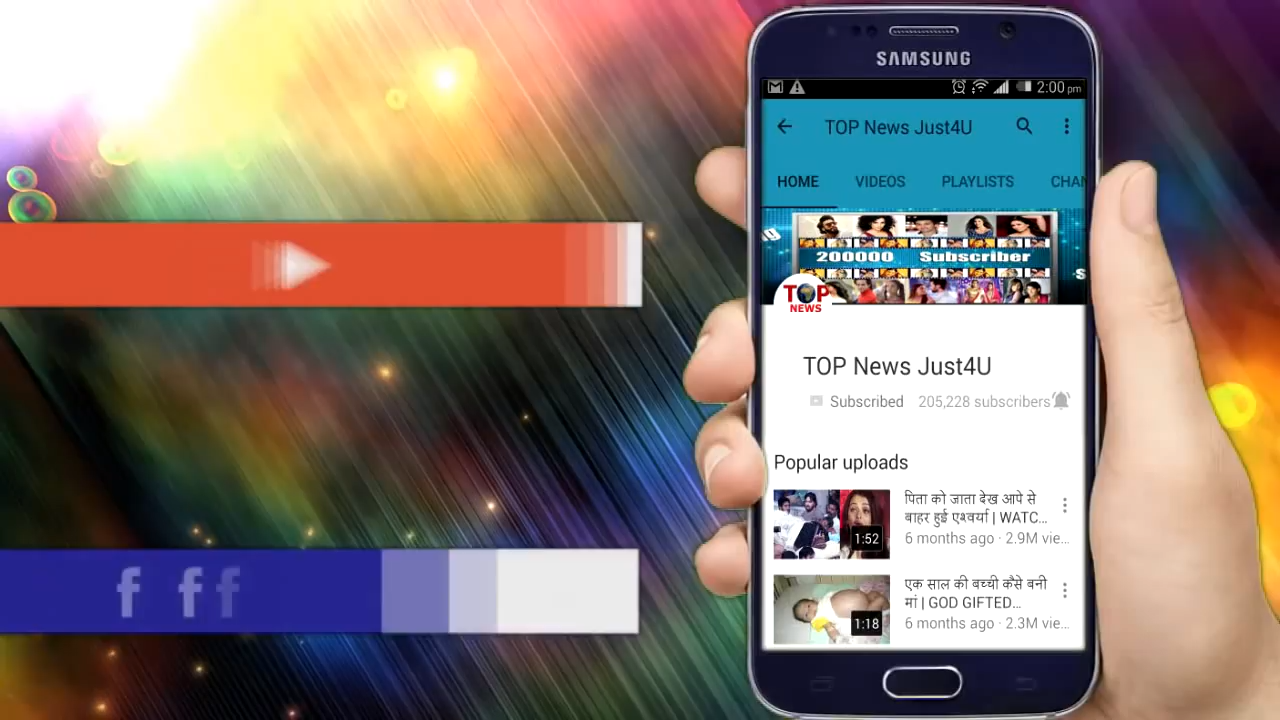 SAMSUNG
2:00 pm
TOP News Just4U
HOME VIDEOS PLAYLISTS CHAN
200000 Subscriber
TOP
NEWS
TOP News Just4U
Subscribed 205,228 subscribers
Popular uploads
पिता को जाता देख आपे से
बाहर हुई एश्वर्या | WATC...
1:52
6 months ago · 2.9M vie...
एक साल की बच्ची कैसे बनी
मां | GOD GIFTED...
1:18
6 months ago · 2.3M vie...
f f f